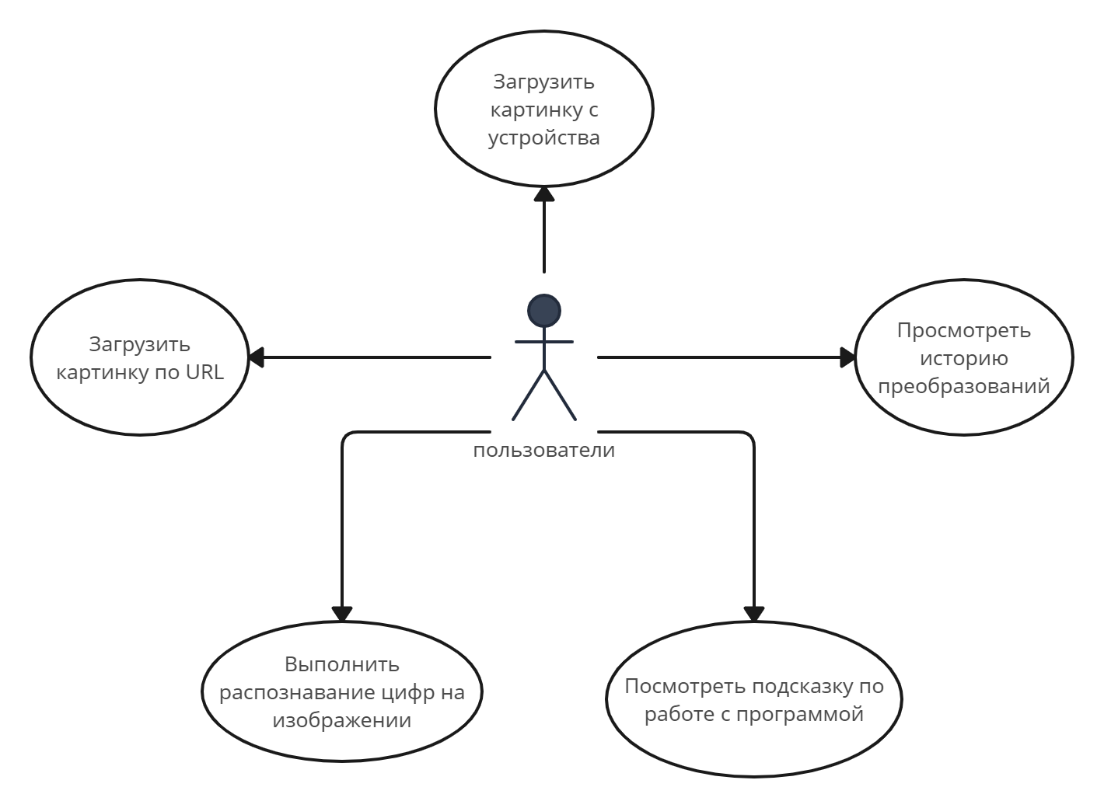 Загрузить
картинку с
устройства
Загрузить
картинку по URL
Просмотреть
историю
преобразований
пользователи
Выполнить
распознавание цифр на
изображении
Посмотреть подсказку по
работе с программой